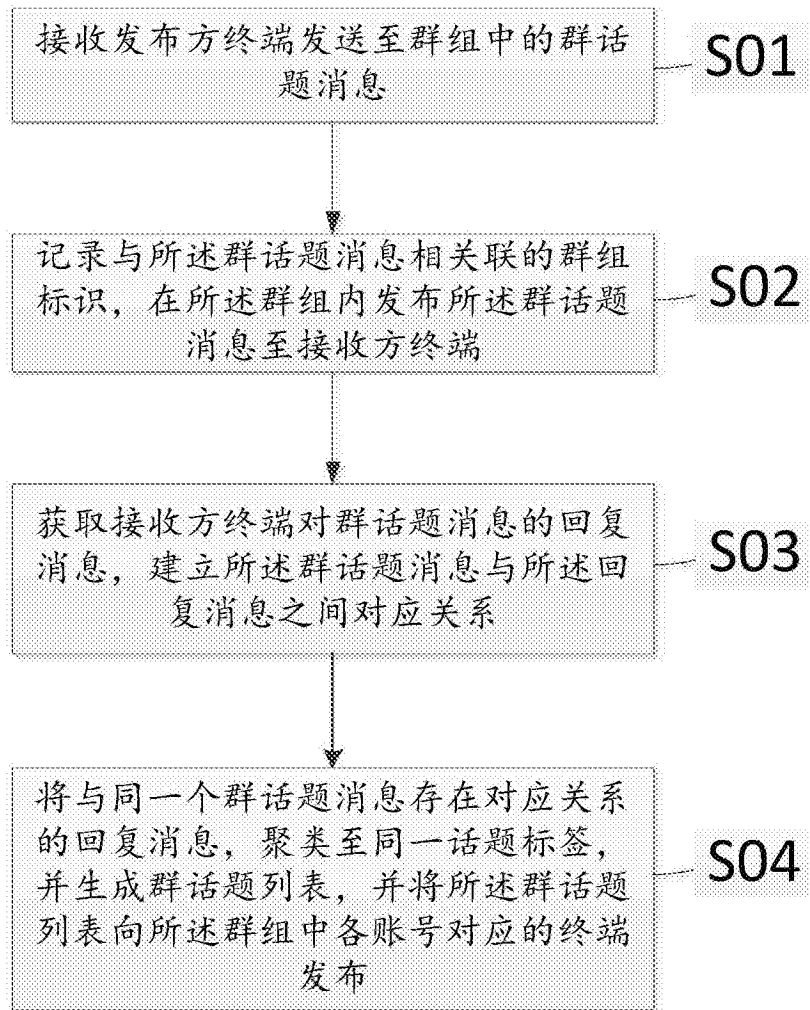 接收发布方终端发送至群组中的群话
题消息
S01
记录与所述群话题消息相关联的群组
标识，在所述群组内发布所述群话题
消息至接收方终端
S02
获取接收方终端对群话题消息的回复
消息，建立所述群话题消息与所述回
复消息之间对应关系
S03
将与同一个群话题消息存在对应关系
的回复消息，聚类至同一话题标签，
并生成群话题列表，并将所述群话题
列表向所述群组中各账号对应的终端
发布
S04